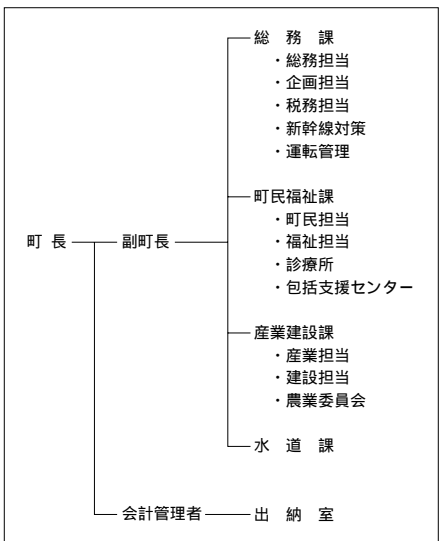 総　務　課
・総務担当
・企画担当
・税務担当
・新幹線対策
・運転管理
町民福祉課
・町民担当
町 長　副町長　・福祉担当
・診療所
・包括支援センター
産業建設課
・産業担当
・建設担当
・農業委員会
水　道　課
会計管理者　出　納　室